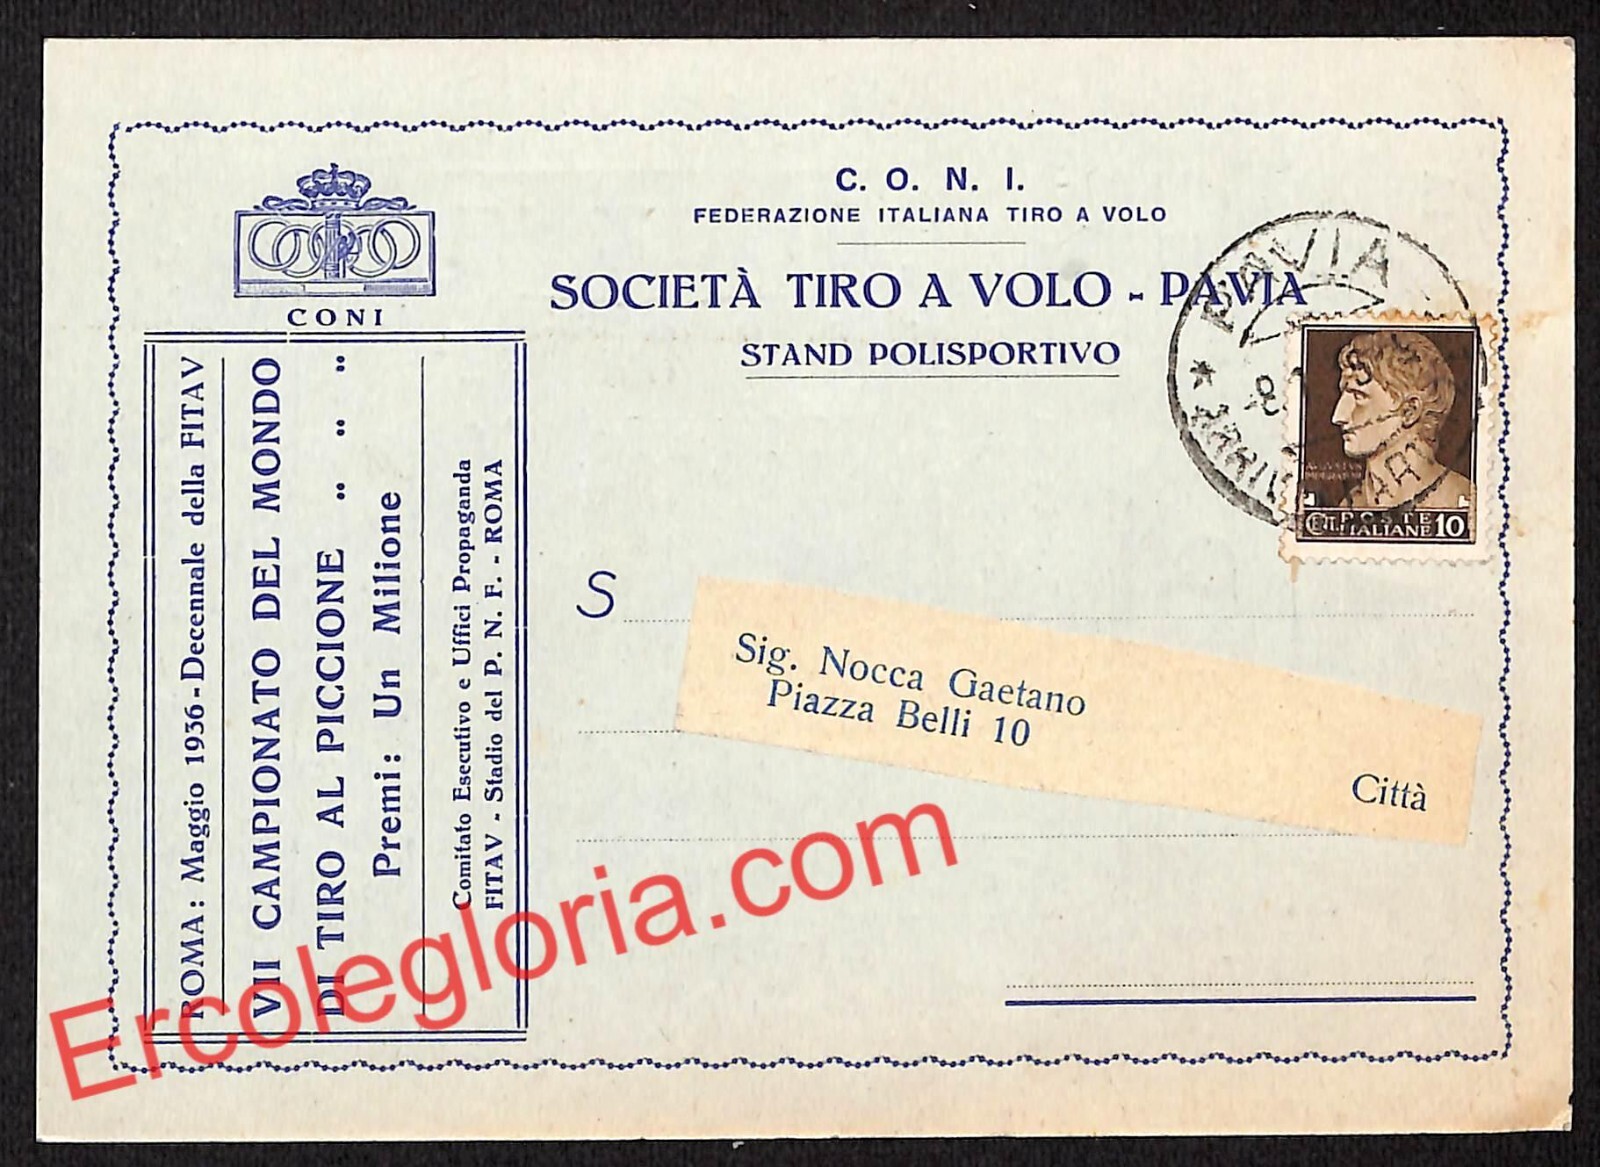 CONI
ROMA: Maggio 1936-Decennale della FITAV
VII CAMPIONATO DEL MONDO
DI TIRO AL PICCIONE " " "
Premi: Un Milione
Comitato Esecutivo e Uffici Propaganda
FITAV - Stadio del P. N. F. - ROMA
C. O. N. I.
FEDERAZIONE ITALIANA TIRO A VOLO
SOCIETÀ TIRO A VOLO - PAVIA
STAND POLISPORTIVO
PAVIA
POSTE
CENT. ITALIANE 10
S
Sig. Nocca Gaetano
Piazza Belli 10
Città
Ercolegloria.com